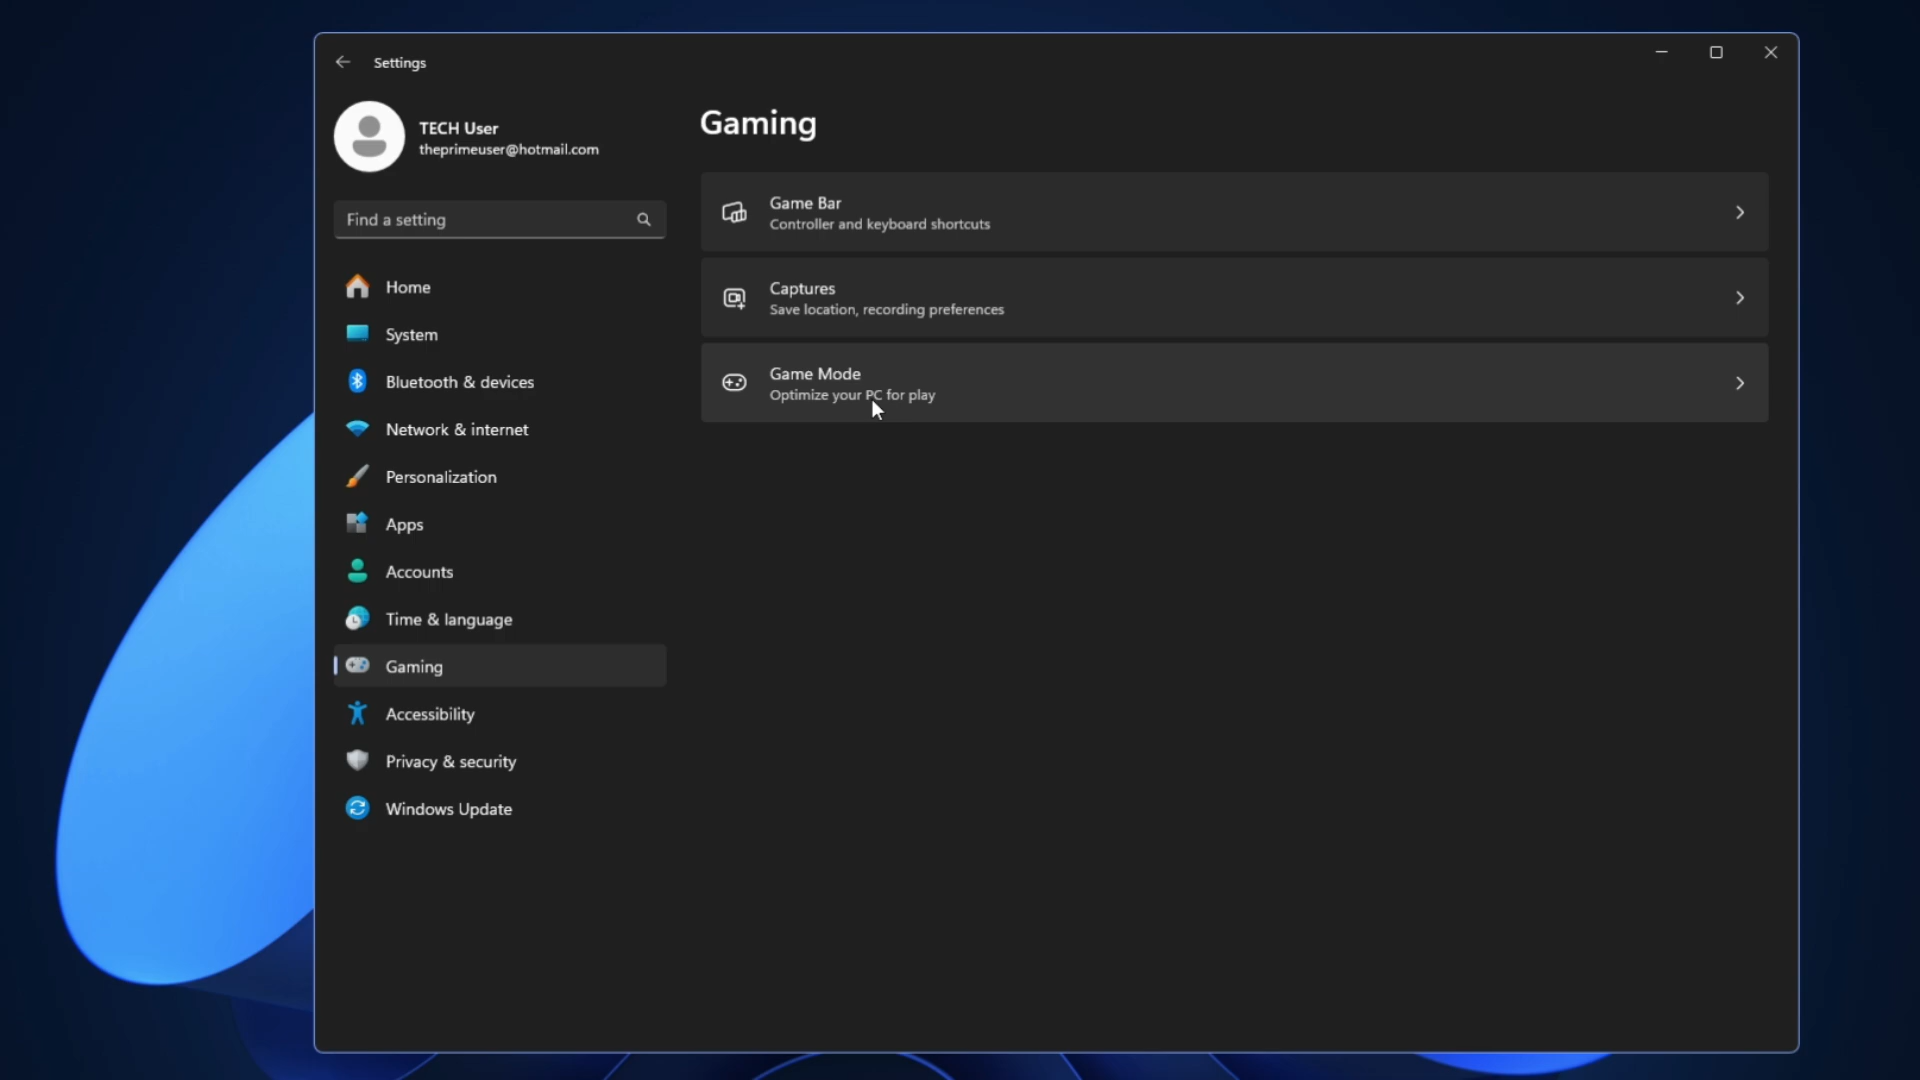 Settings
TECH User
theprimeuser@hotmail.com
Find a setting
Home
System
Bluetooth & devices
Network & internet
Personalization
Apps
Accounts
Time & language
Gaming
Accessibility
Privacy & security
Windows Update
Gaming
Game Bar
Controller and keyboard shortcuts
Captures
Save location, recording preferences
Game Mode
Optimize your PC for play